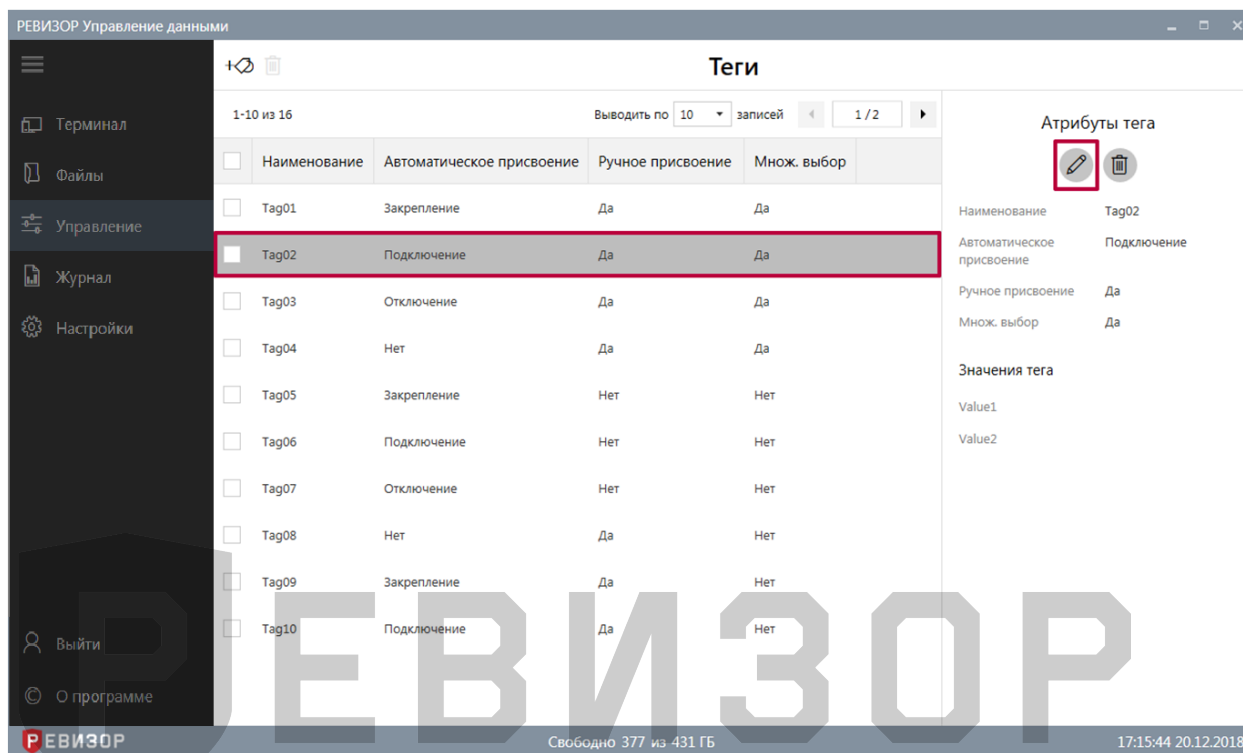 РЕВИЗОР Управление данными
Терминал
Файлы
Управление
Журнал
Настройки
Выйти
О программе
Теги
1-10 из 16
Выводить по 10 записей 1 / 2
Наименование Автоматическое присвоение Ручное присвоение Множ. выбор
Tag01 Закрепление Да Да
Tag02 Подключение Да Да
Tag03 Отключение Да Да
Tag04 Нет Да Да
Tag05 Закрепление Нет Нет
Tag06 Подключение Нет Нет
Tag07 Отключение Нет Нет
Tag08 Нет Да Нет
Tag09 Закрепление Да Нет
Tag10 Подключение Да Нет
Атрибуты тега
Наименование Tag02
Автоматическое Подключение
присвоение
Ручное присвоение Да
Множ. выбор Да
Значения тега
Value1
Value2
РЕВИЗОР
РЕВИЗОР
Свободно 377 из 431 ГБ
17:15:44 20.12.2018